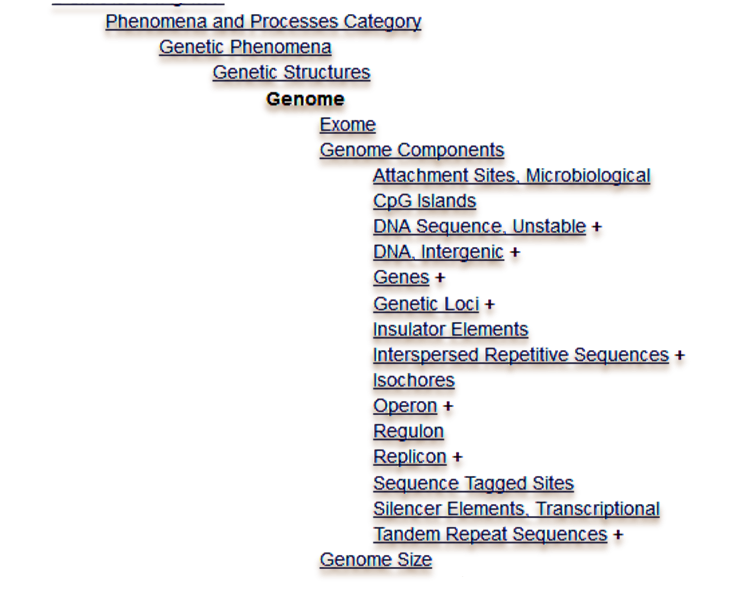 Phenomena and Processes Category
Genetic Phenomena
Genetic Structures
Genome
Exome
Genome Components
Attachment Sites, Microbiological
CpG Islands
DNA Sequence, Unstable +
DNA, Intergenic +
Genes +
Genetic Loci +
Insulator Elements
Interspersed Repetitive Sequences +
Isochores
Operon +
Regulon
Replicon +
Sequence Tagged Sites
Silencer Elements, Transcriptional
Tandem Repeat Sequences +
Genome Size